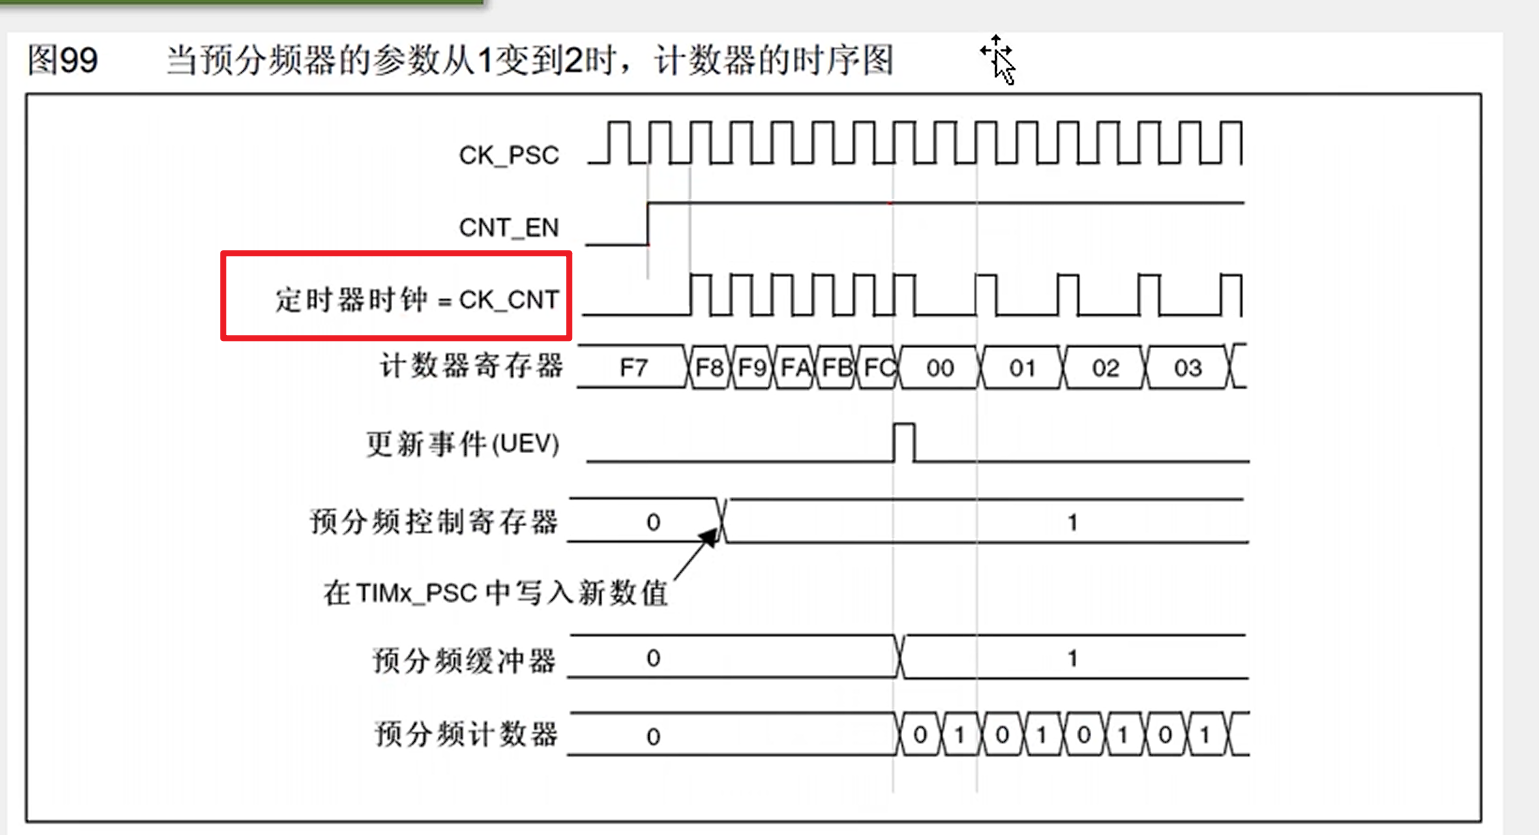 图99 当预分频器的参数从1变到2时，计数器的时序图
CK_PSC
CNT_EN
定时器时钟 = CK_CNT
计数器寄存器 F7 F8 F9 FA FB FC 00 01 02 03
更新事件(UEV)
预分频控制寄存器 0 1
在TIMx_PSC 中写入新数值
预分频缓冲器 0 1
预分频计数器 0 0 1 0 1 0 1 0 1